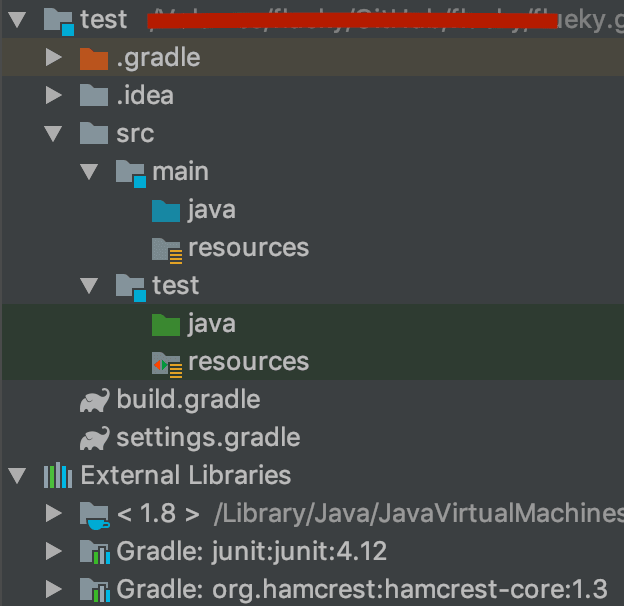 test
.gradle
.idea
src
main
java
resources
test
java
resources
build.gradle
settings.gradle
External Libraries
< 1.8 > /Library/Java/JavaVirtualMachines
Gradle: junit:junit:4.12
Gradle: org.hamcrest:hamcrest-core:1.3